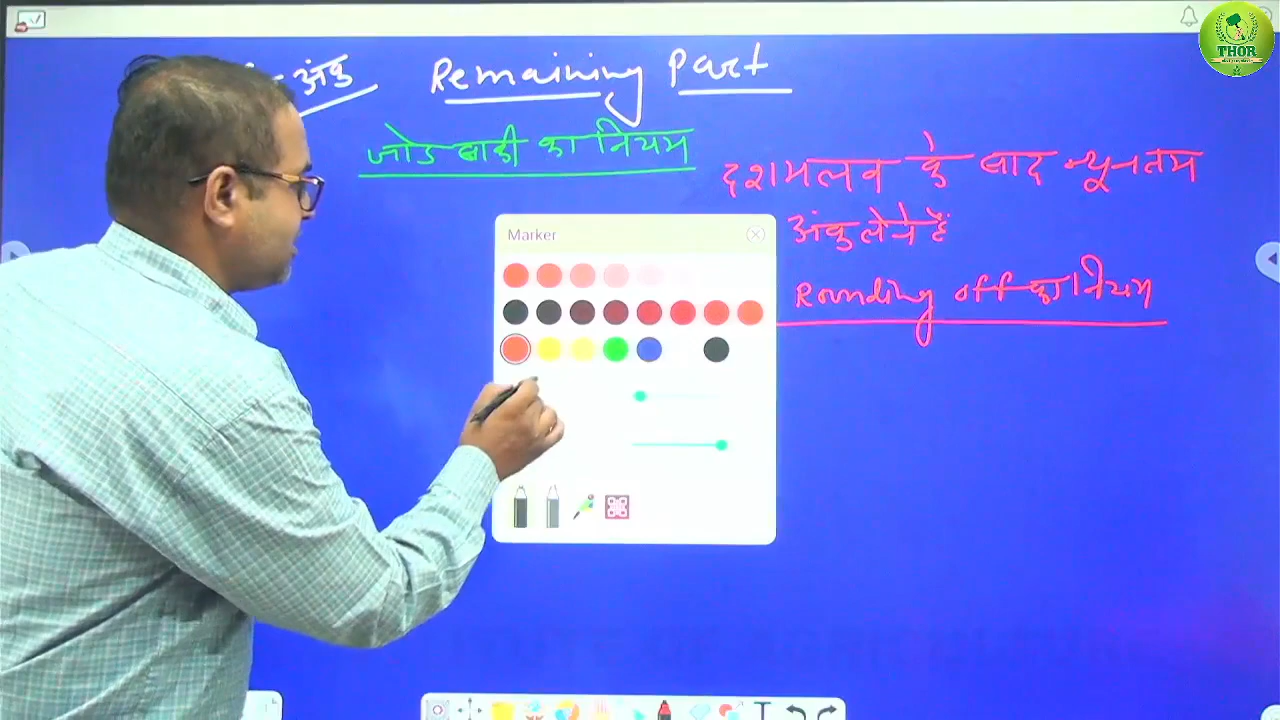 अंक Remaining Part
जोड बाकी का नियम
दशमलव के बाद न्यूनतम
अंक लेते हैं
Rounding off का नियम
Marker
THOR